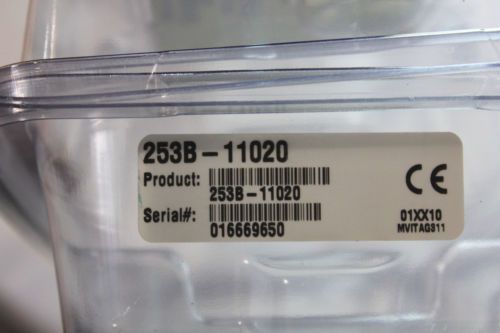 253B-11020
Product:
253B-11020
Serial#:
016669650
CE
01XX10
MVITAG311